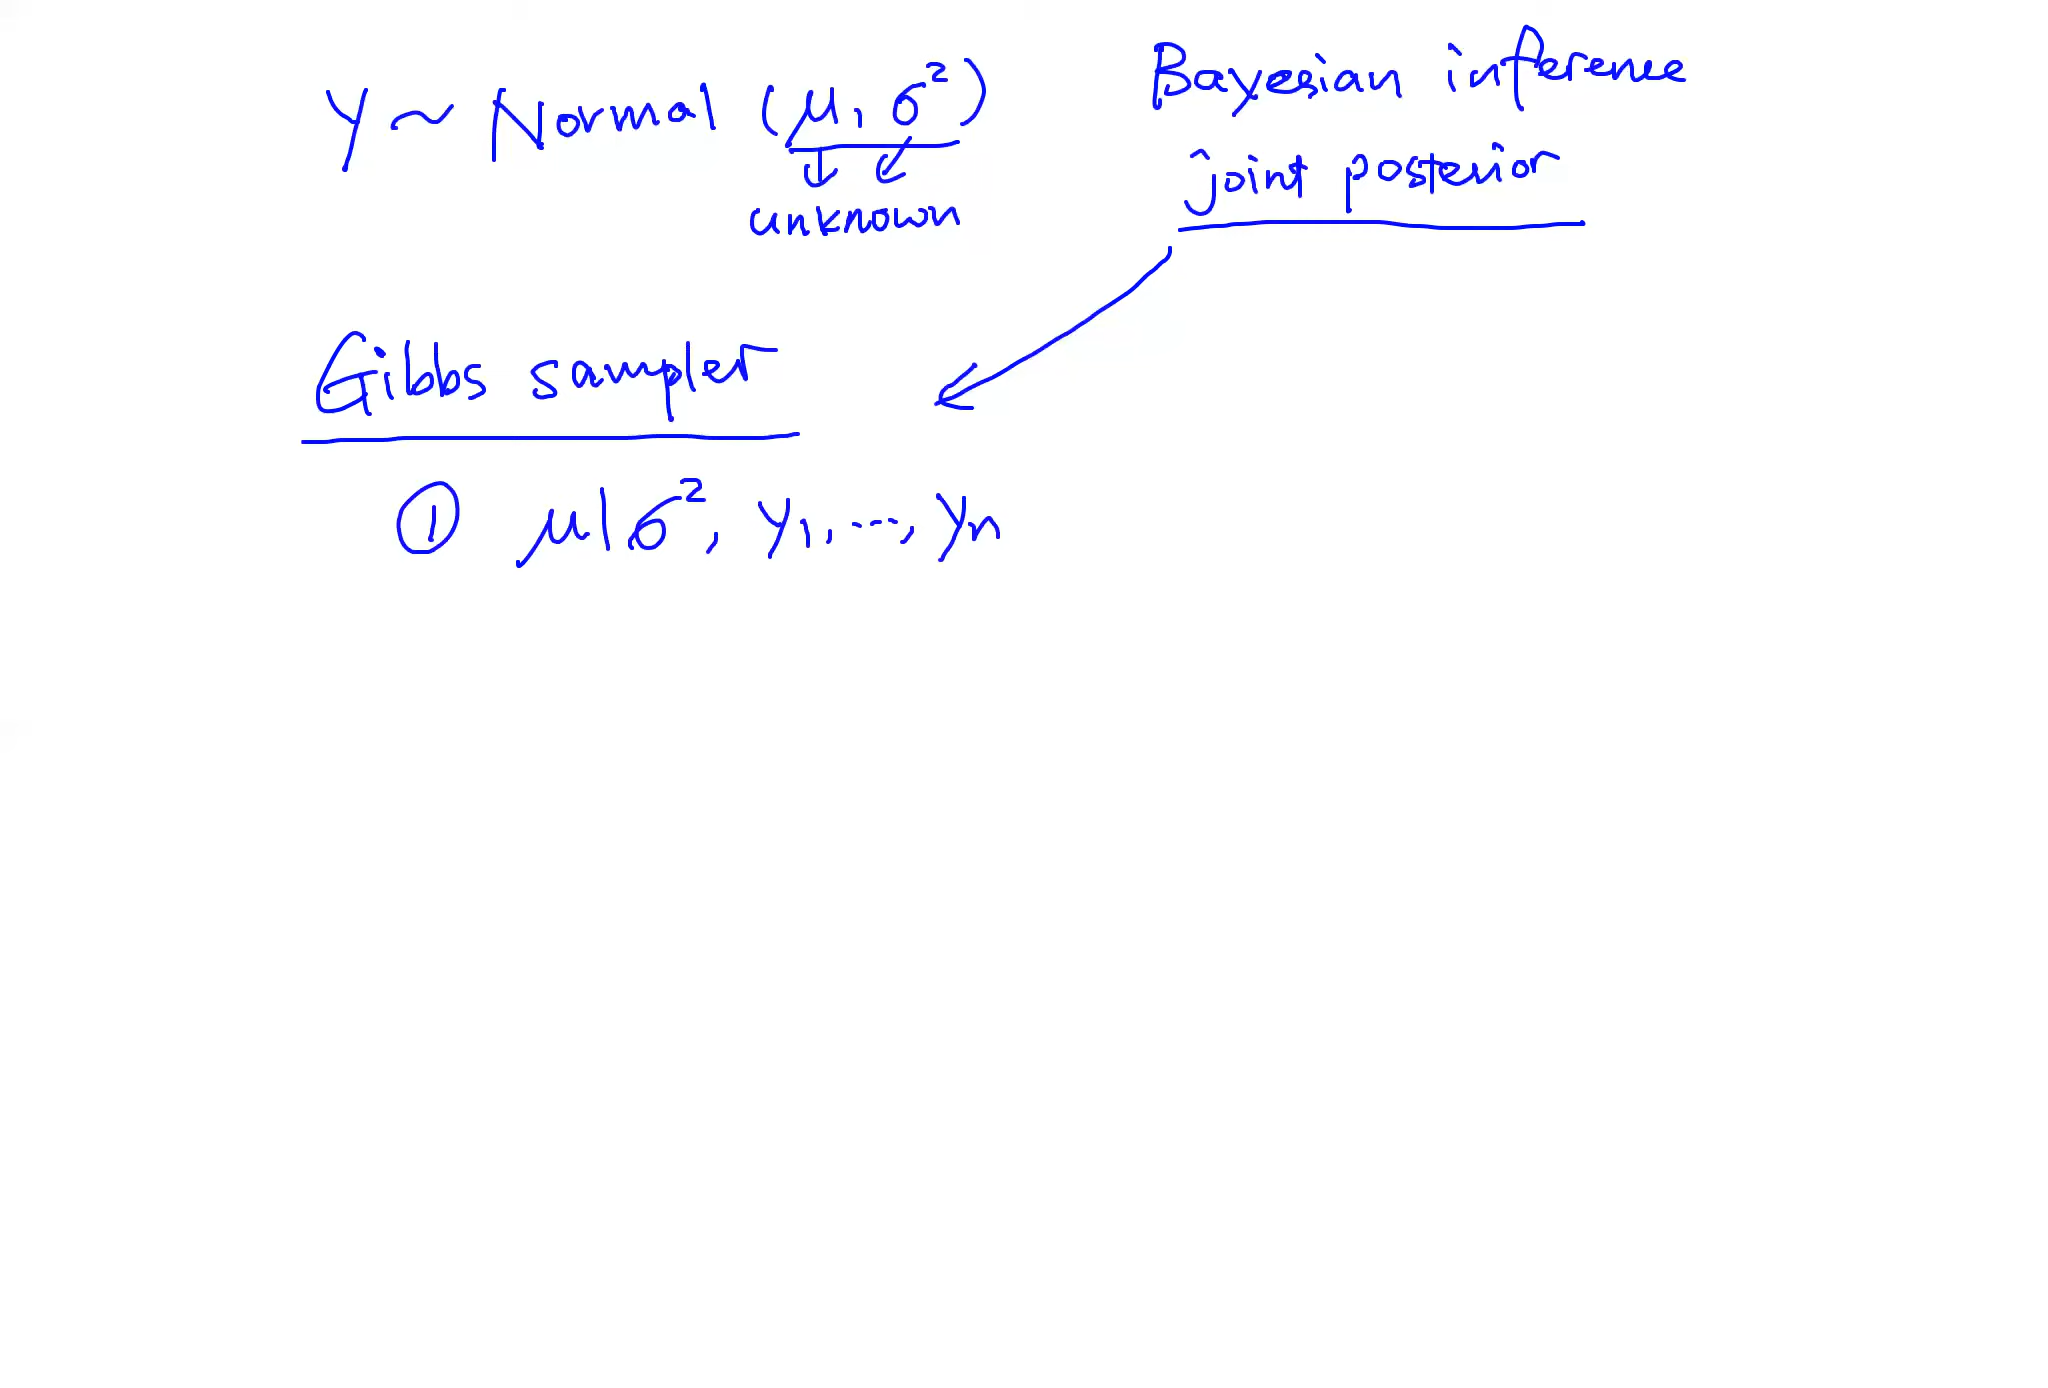 Y ~ Normal (μ, σ²)
unknown
Bayesian inference
joint posterior
Gibbs sampler
① μ|σ², y₁, ..., yₙ